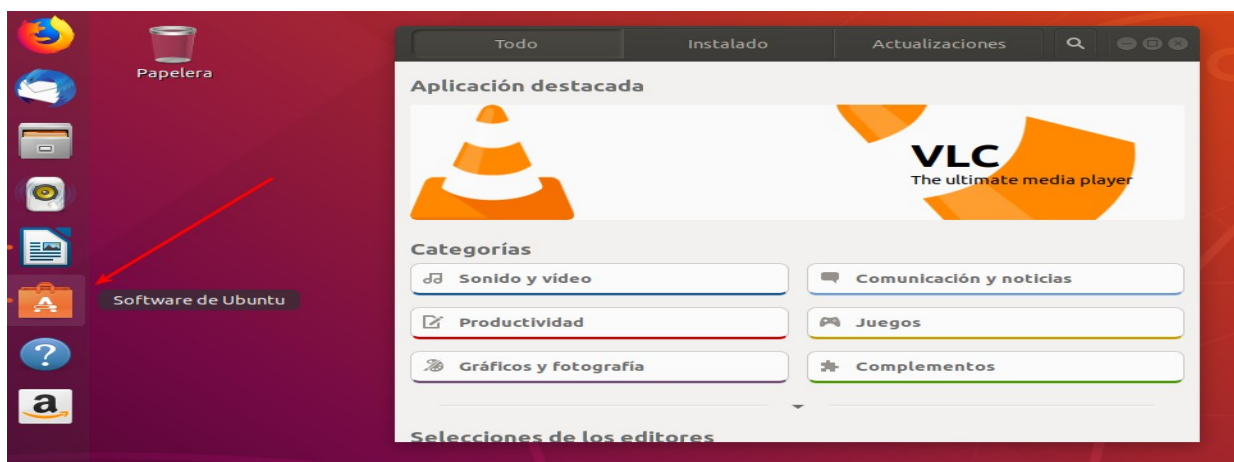 Todo
Instalado
Actualizaciones
Papelera
Aplicación destacada
VLC
The ultimate media player
Categorías
Sonido y vídeo
Comunicación y noticias
Software de Ubuntu
Productividad
Juegos
Gráficos y fotografía
Complementos
a
Selecciones de los editores